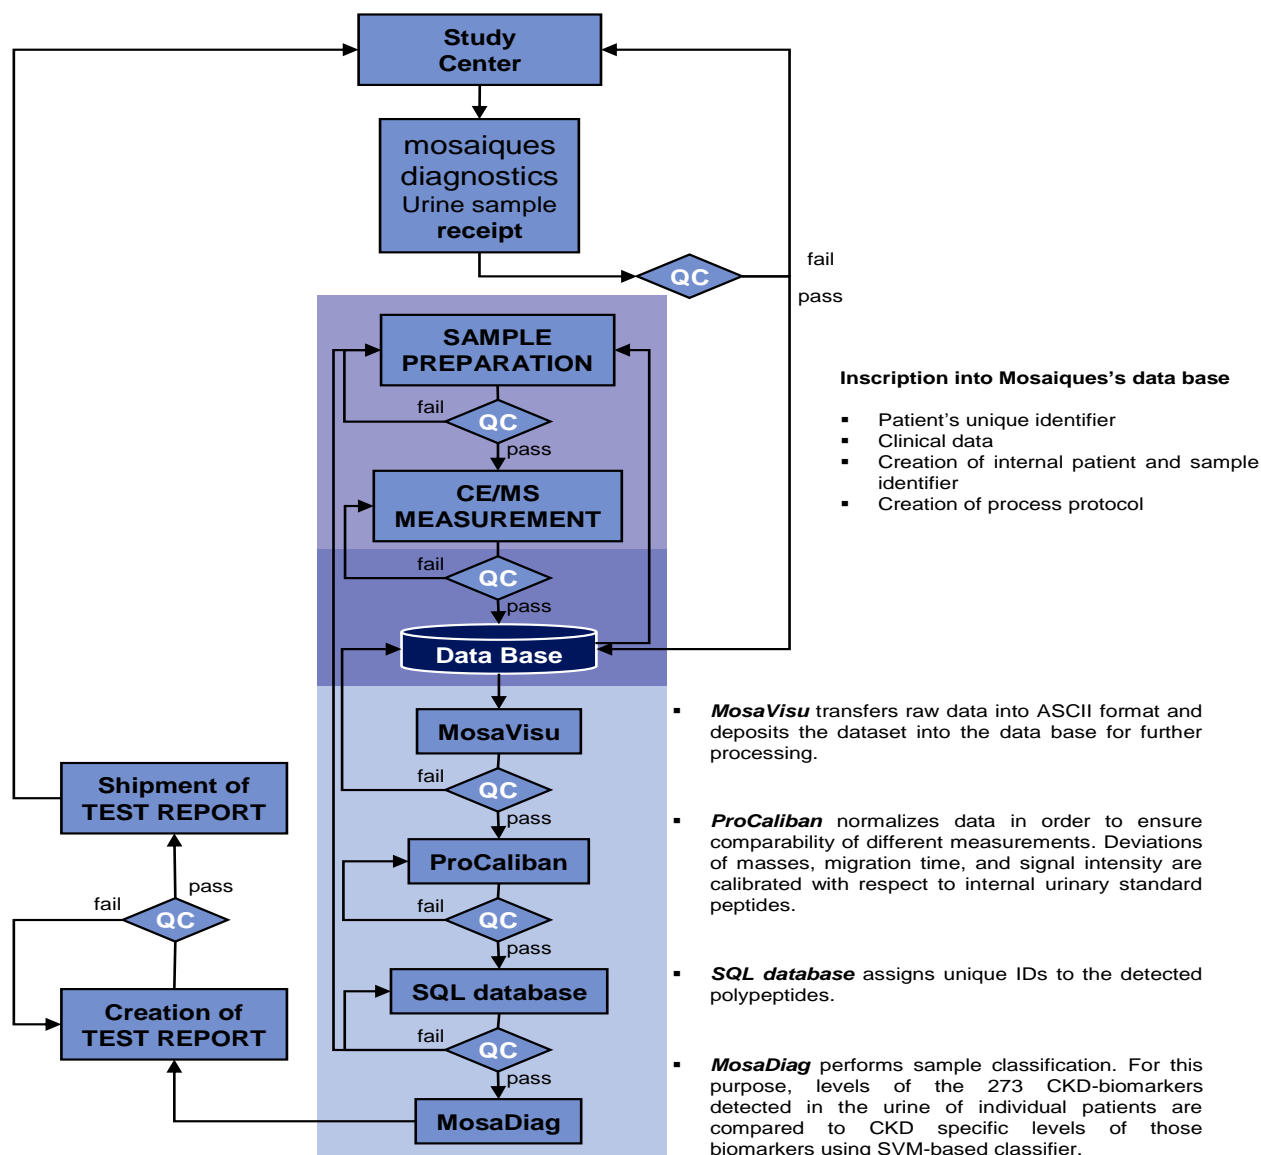 Study
Center
mosaiques
diagnostics
Urine sample
receipt
QC
fail
pass
SAMPLE
PREPARATION
fail
QC
pass
Inscription into Mosaiques's data base
▪ Patient's unique identifier
▪ Clinical data
▪ Creation of internal patient and sample
identifier
▪ Creation of process protocol
CE/MS
MEASUREMENT
fail
QC
pass
Data Base
MosaVisu
fail
QC
pass
▪ MosaVisu transfers raw data into ASCII format and
deposits the dataset into the data base for further
processing.
ProCaliban
fail
QC
pass
▪ ProCaliban normalizes data in order to ensure
comparability of different measurements. Deviations
of masses, migration time, and signal intensity are
calibrated with respect to internal urinary standard
peptides.
SQL database
fail
QC
pass
▪ SQL database assigns unique IDs to the detected
polypeptides.
MosaDiag
▪ MosaDiag performs sample classification. For this
purpose, levels of the 273 CKD-biomarkers
detected in the urine of individual patients are
compared to CKD specific levels of those
biomarkers using SVM-based classifier.
Shipment of
TEST REPORT
pass
fail
QC
Creation of
TEST REPORT